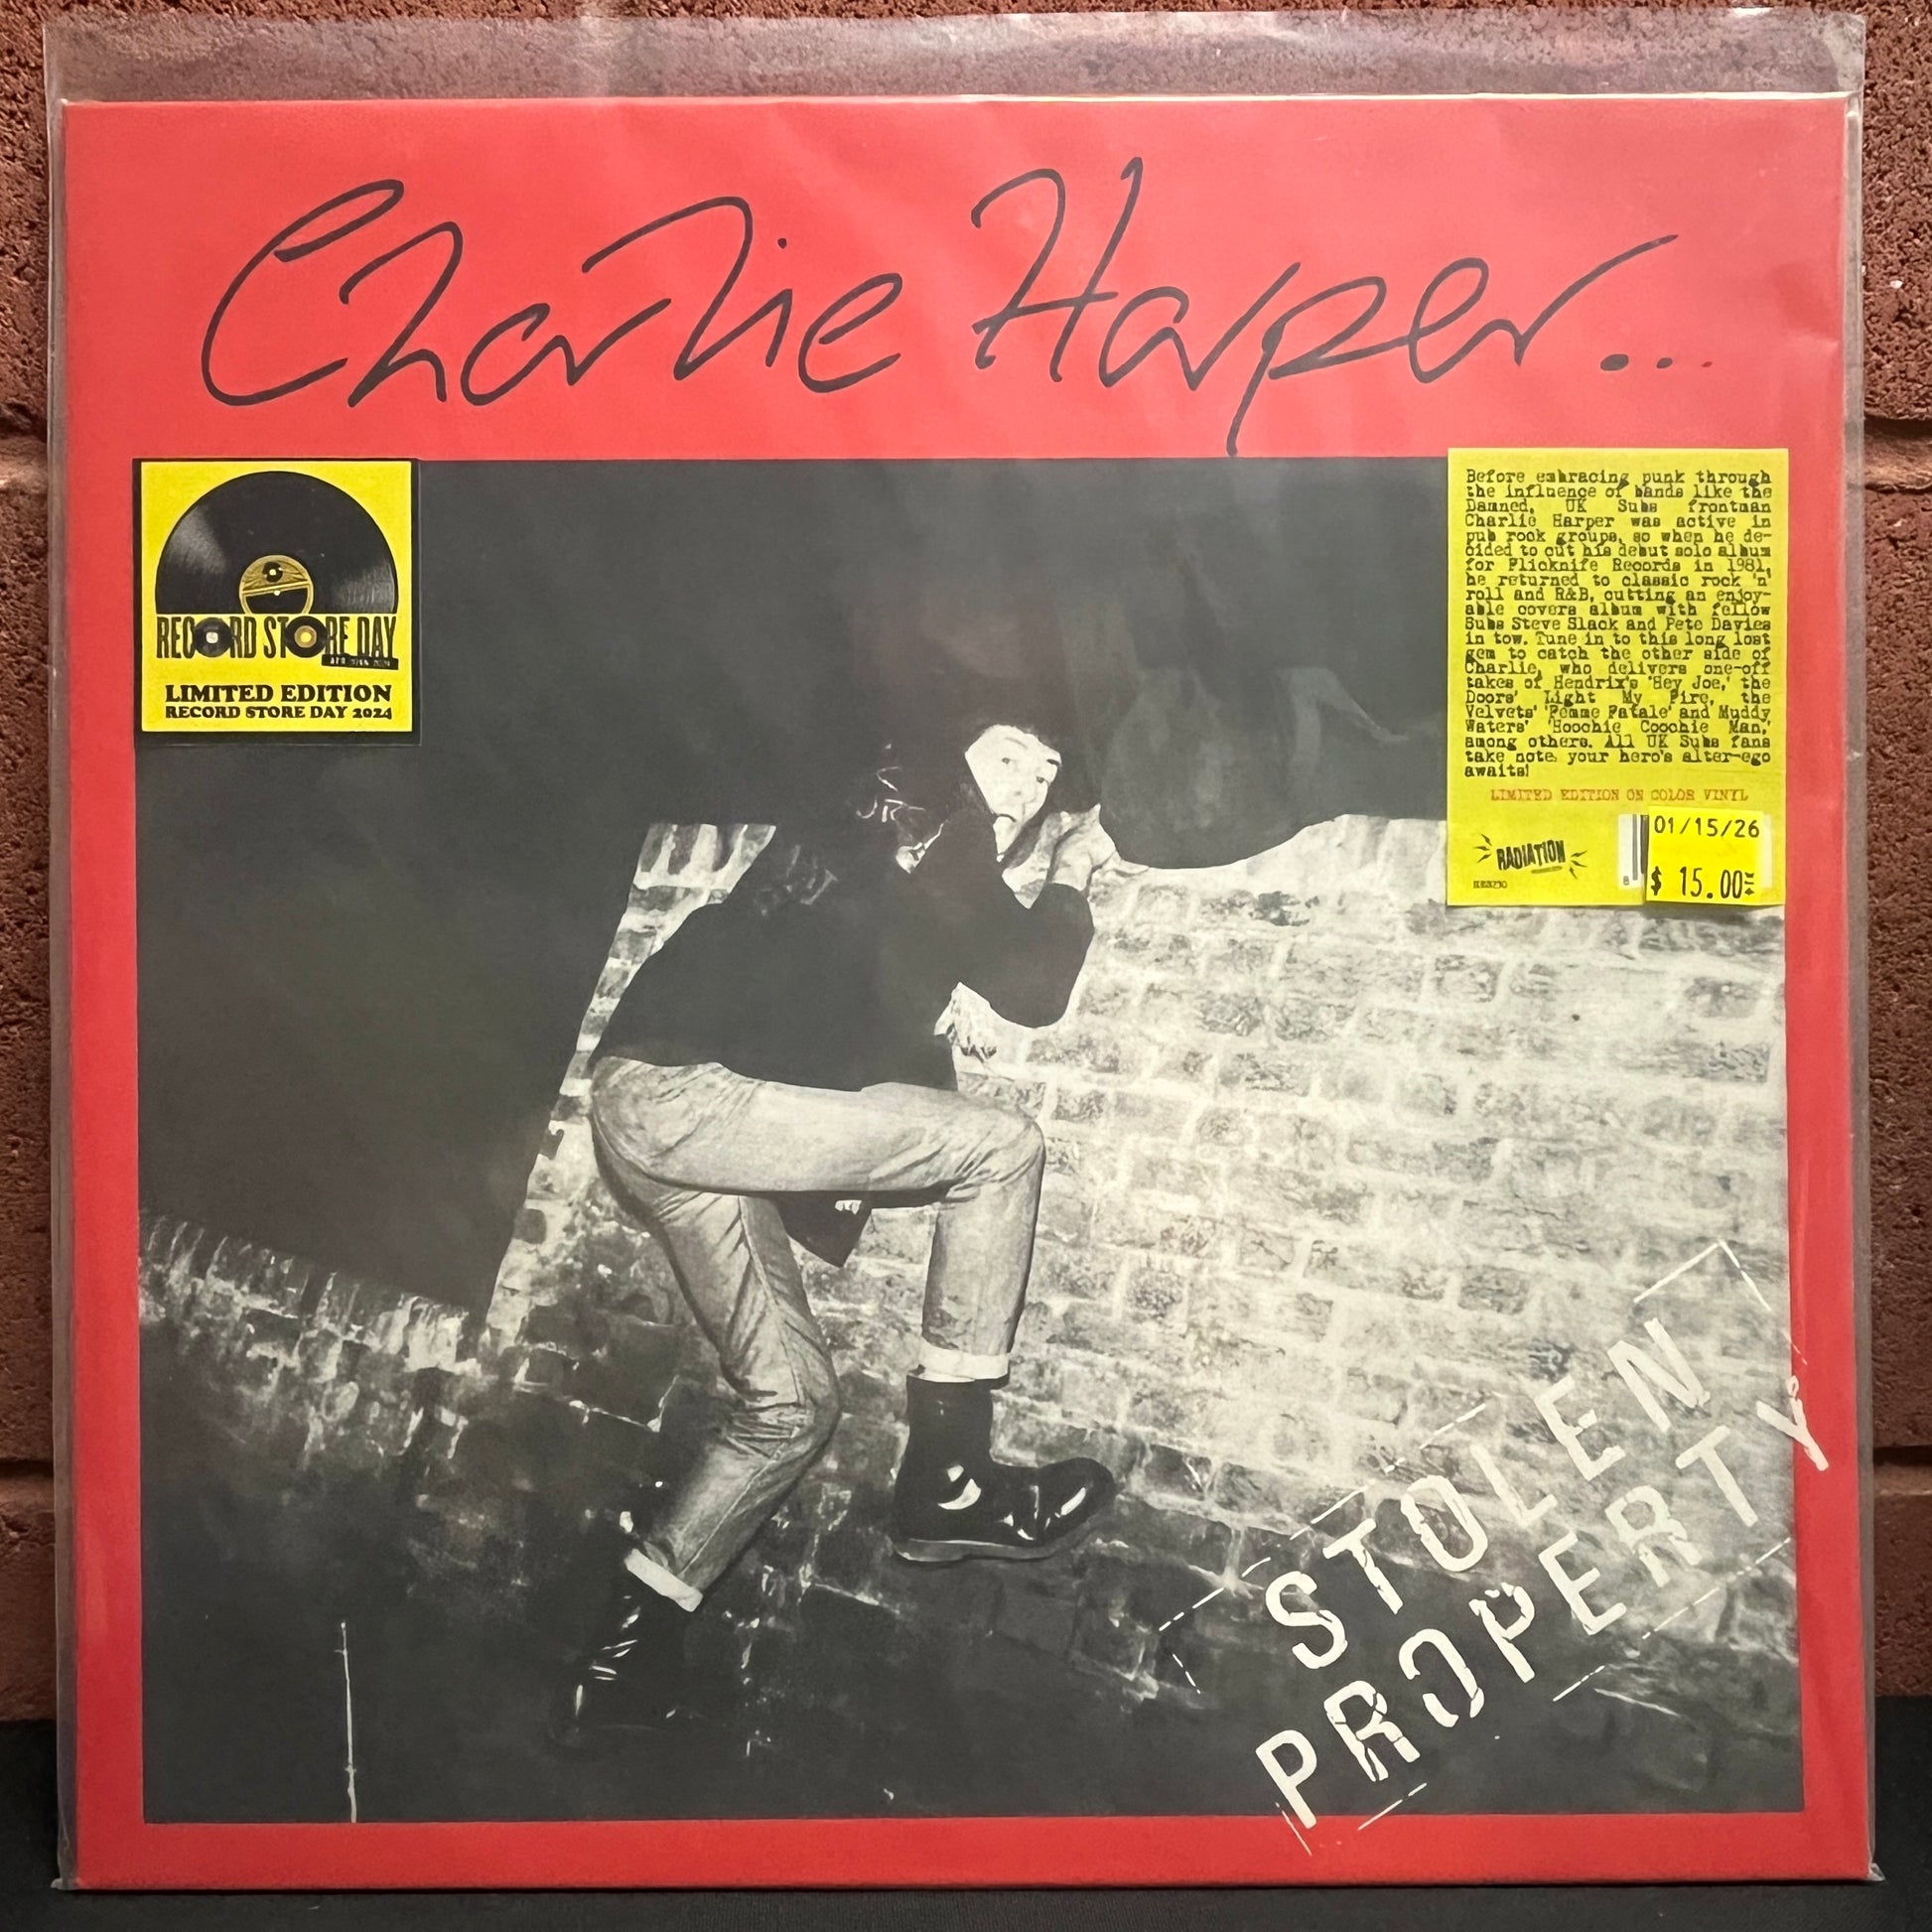 Charlie Harper...
RECORD STORE DAY
LIMITED EDITION
RECORD STORE DAY 2024
Before embracing punk through
the influence of bands like the
Damned, UK Subs frontman
Charlie Harper was active in
pub rock groups, so when he de-
cided to cut his debut solo album
for Flicknife Records in 1981,
he returned to classic rock 'n'
roll and R&B, cutting an enjoy-
able covers album with fellow
Subs Steve Slack and Pete Davies
in tow. Tune in to this long lost
gem to catch the other side of
Charlie, who delivers one-off
takes of Hendrix's 'Hey Joe,' the
Doors' 'Light My Fire,' the
Velvets' 'Femme Fatale' and Muddy
Waters' 'Hoochie Coochie Man,'
among others. All UK Subs fans
take note, your hero's alter-ego
awaits!
LIMITED EDITION ON COLOR VINYL
RADIATION
01/15/26
$ 15.00
STOLEN
PROPERTY